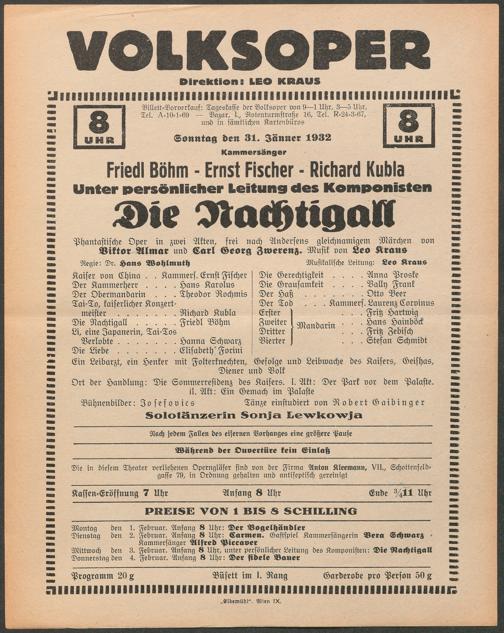 VOLKSOPER
Direktion: LEO KRAUS
8 UHR
Billett-Vorverkauf: Tageskasse der Volksoper von 9—1 Uhr, 3—5 Uhr,
Tel. A-10-1-60 — Bazar, I., Rotenturmstraße 16, Tel. R-24-3-67,
und in sämtlichen Kartenbüros
8 UHR
Sonntag den 31. Jänner 1932
Kammersänger
Friedl Böhm - Ernst Fischer - Richard Kubla
Unter persönlicher Leitung des Komponisten
Die Nachtigall
Phantastische Oper in zwei Akten, frei nach Andersens gleichnamigem Märchen von
Viktor Almar und Carl Georg Zwerenz. Musik von Leo Kraus
Regie: Dr. Hans Wohlmuth
Musikalische Leitung: Leo Kraus
Kaiser von China . . . Kammers. Ernst Fischer
Der Kammerherr . . . . Hans Karolus
Der Obermandarin . . . Theodor Rochmis
Tai-To, kaiserlicher Konzert-
meister . . . . . . . Richard Kubla
Die Nachtigall . . . . . Friedl Böhm
Li, eine Japanerin, Tai-Tos
Verlobte . . . . . . . Hanna Schwarz
Die Liebe . . . . . . . Elisabeth Forini
Die Gerechtigkeit . . . . Anna Proske
Die Grausamkeit . . . . Vally Frank
Der Haß . . . . . . . Otto Beer
Der Tod . . . Kammers. Laurenz Corvinus
Erster } Mandarin . . . Fritz Hartwig
Zweiter } Mandarin . . . Hans Hainböck
Dritter } Mandarin . . . Fritz Zebisch
Vierter } Mandarin . . . Stefan Schmidt
Ein Leibarzt, ein Henker mit Folterknechten, Gefolge und Leibwache des Kaisers, Geishas,
Diener und Volk
Ort der Handlung: Die Sommerresidenz des Kaisers. I. Akt: Der Park vor dem Palaste.
II. Akt: Ein Gemach im Palaste
Bühnenbilder: Josefovics
Tänze einstudiert von Robert Gaibinger
Solotänzerin Sonja Lewkowja
Nach jedem Fallen des eisernen Vorhanges eine größere Pause
Während der Ouvertüre kein Einlaß
Die in diesem Theater verliehenen Operngläser sind von der Firma Anton Kleemann, VII., Schottenfeld-
gasse 79, in Ordnung gehalten und antiseptisch gereinigt
Kassen-Eröffnung 7 Uhr
Anfang 8 Uhr
Ende ¾11 Uhr
PREISE VON 1 BIS 8 SCHILLING
Montag den 1. Februar. Anfang 8 Uhr: Der Vogelhändler
Dienstag den 2. Februar. Anfang 8 Uhr: Carmen. Gastspiel Kammersängerin Vera Schwarz -
Kammersänger Alfred Piccaver
Mittwoch den 3. Februar. Anfang 8 Uhr, unter persönlicher Leitung des Komponisten: Die Nachtigall
Donnerstag den 4. Februar. Anfang 8 Uhr: Der fidele Bauer
Programm 20 g
Büfett im I. Rang
Garderobe pro Person 50 g
„Elbemühl“, Wien IX.